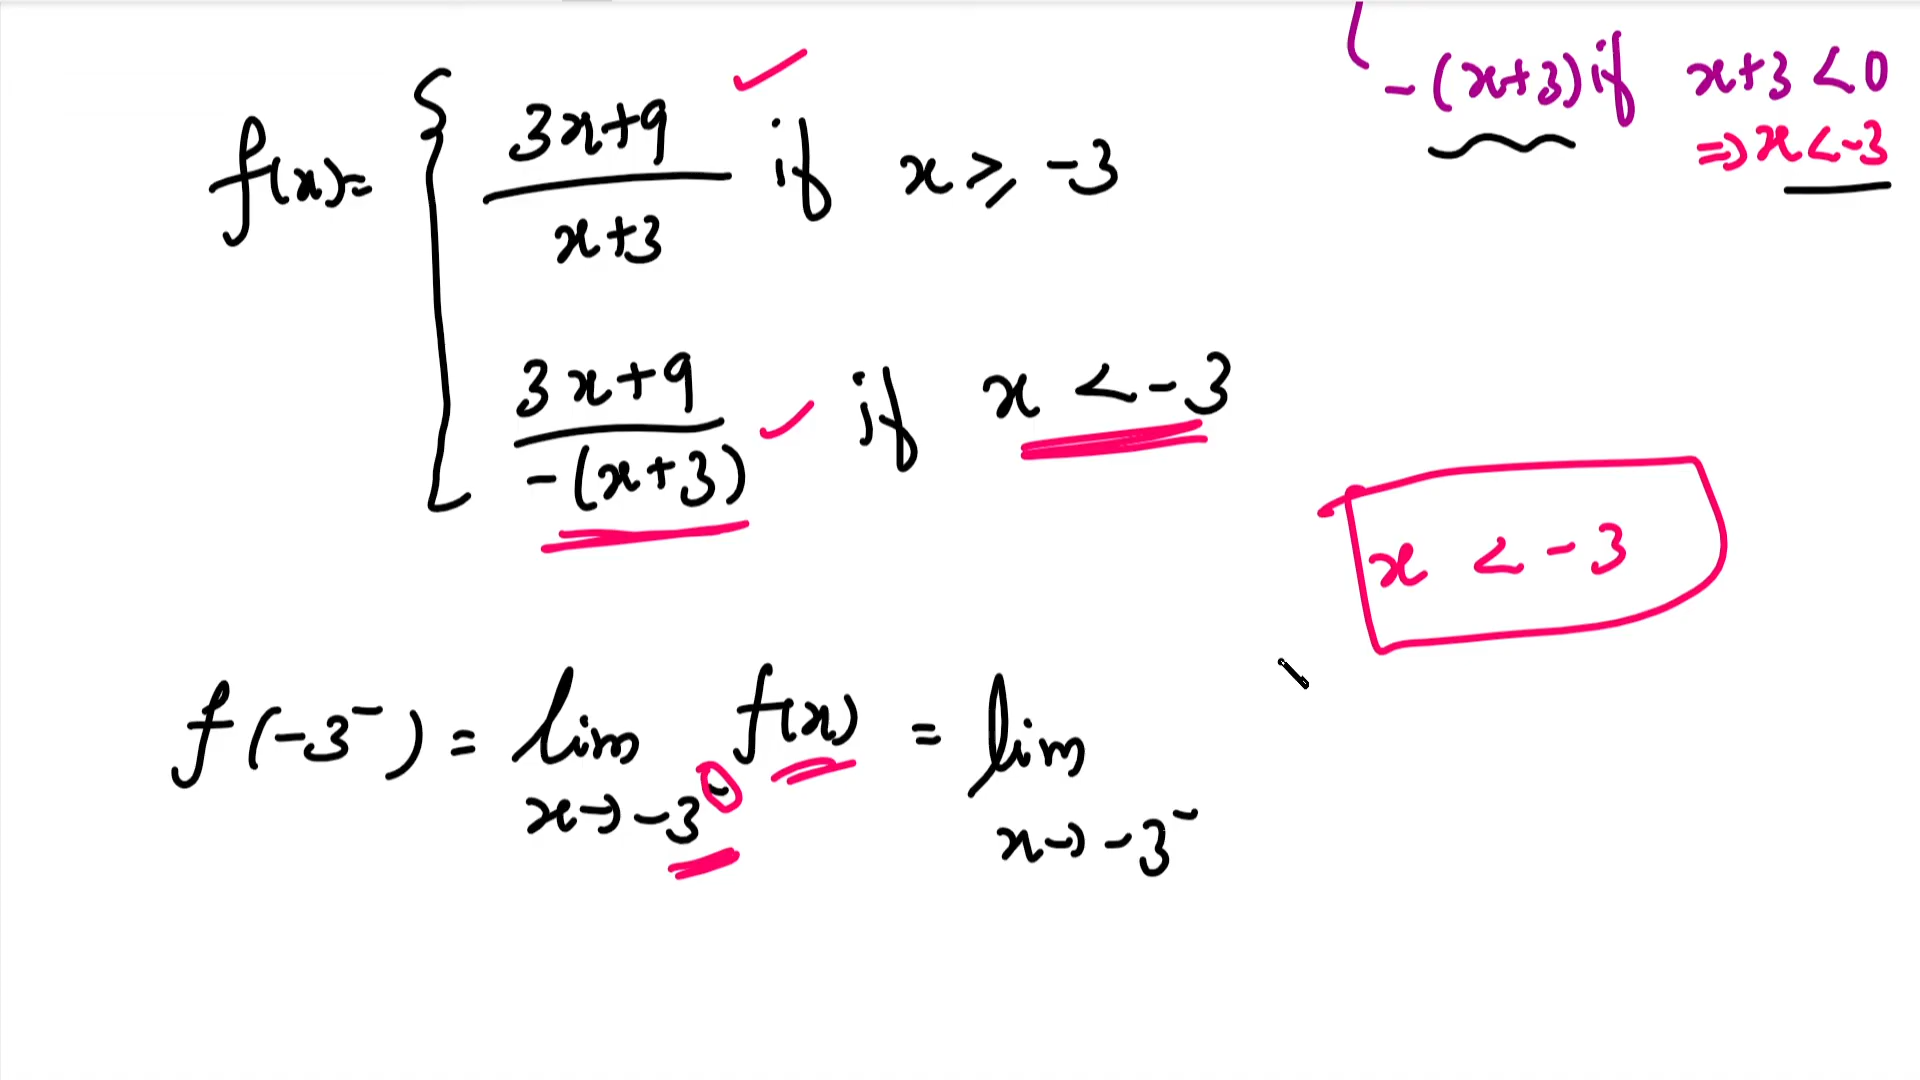 -(x+3) if x+3 < 0
⇒ x < -3
f(x) = { 3x+9 / x+3 if x ≥ -3
3x+9 / -(x+3) if x < -3
x < -3
f(-3⁻) = lim f(x) = lim
x→-3⁻ x→-3⁻